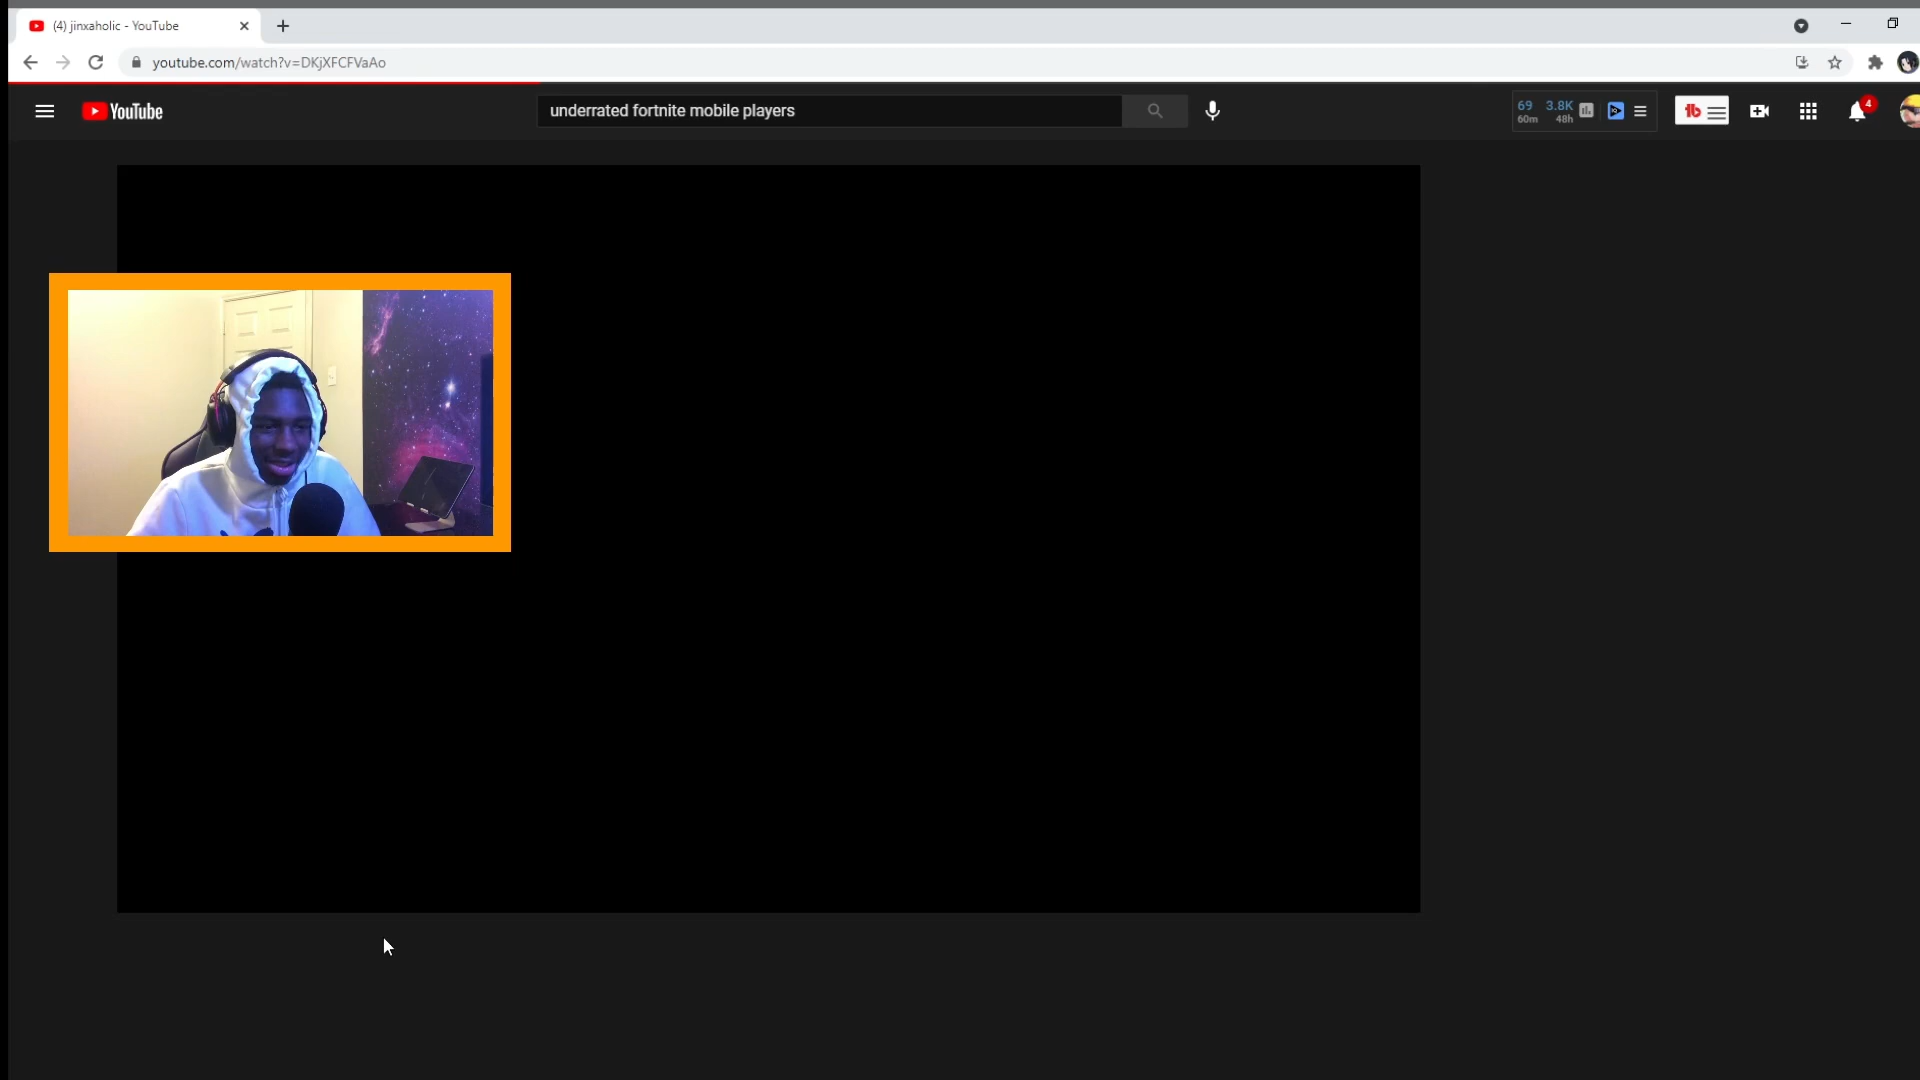 (4) jinxaholic - YouTube
youtube.com/watch?v=DKjXFCFVaAo
YouTube
underrated fortnite mobile players
69 3.8K
60m 48h
4